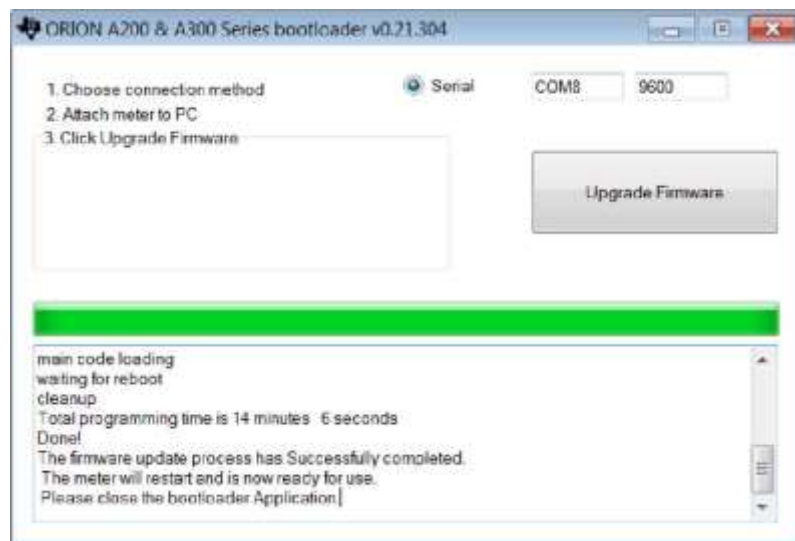 ORION A200 & A300 Series bootloader v0.21.304
1. Choose connection method
Serial
COM8
9600
2. Attach meter to PC
3. Click Upgrade Firmware
Upgrade Firmware
main code loading
waiting for reboot
cleanup
Total programming time is 14 minutes 6 seconds
Done!
The firmware update process has Successfully completed.
The meter will restart and is now ready for use.
Please close the bootloader Application.